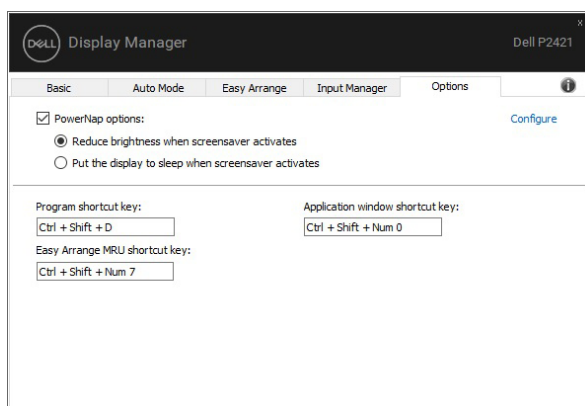 x
DELL Display Manager Dell P2421
Basic Auto Mode Easy Arrange Input Manager Options i
PowerNap options: Configure
Reduce brightness when screensaver activates
Put the display to sleep when screensaver activates
Program shortcut key: Application window shortcut key:
Ctrl + Shift + D Ctrl + Shift + Num 0
Easy Arrange MRU shortcut key:
Ctrl + Shift + Num 7